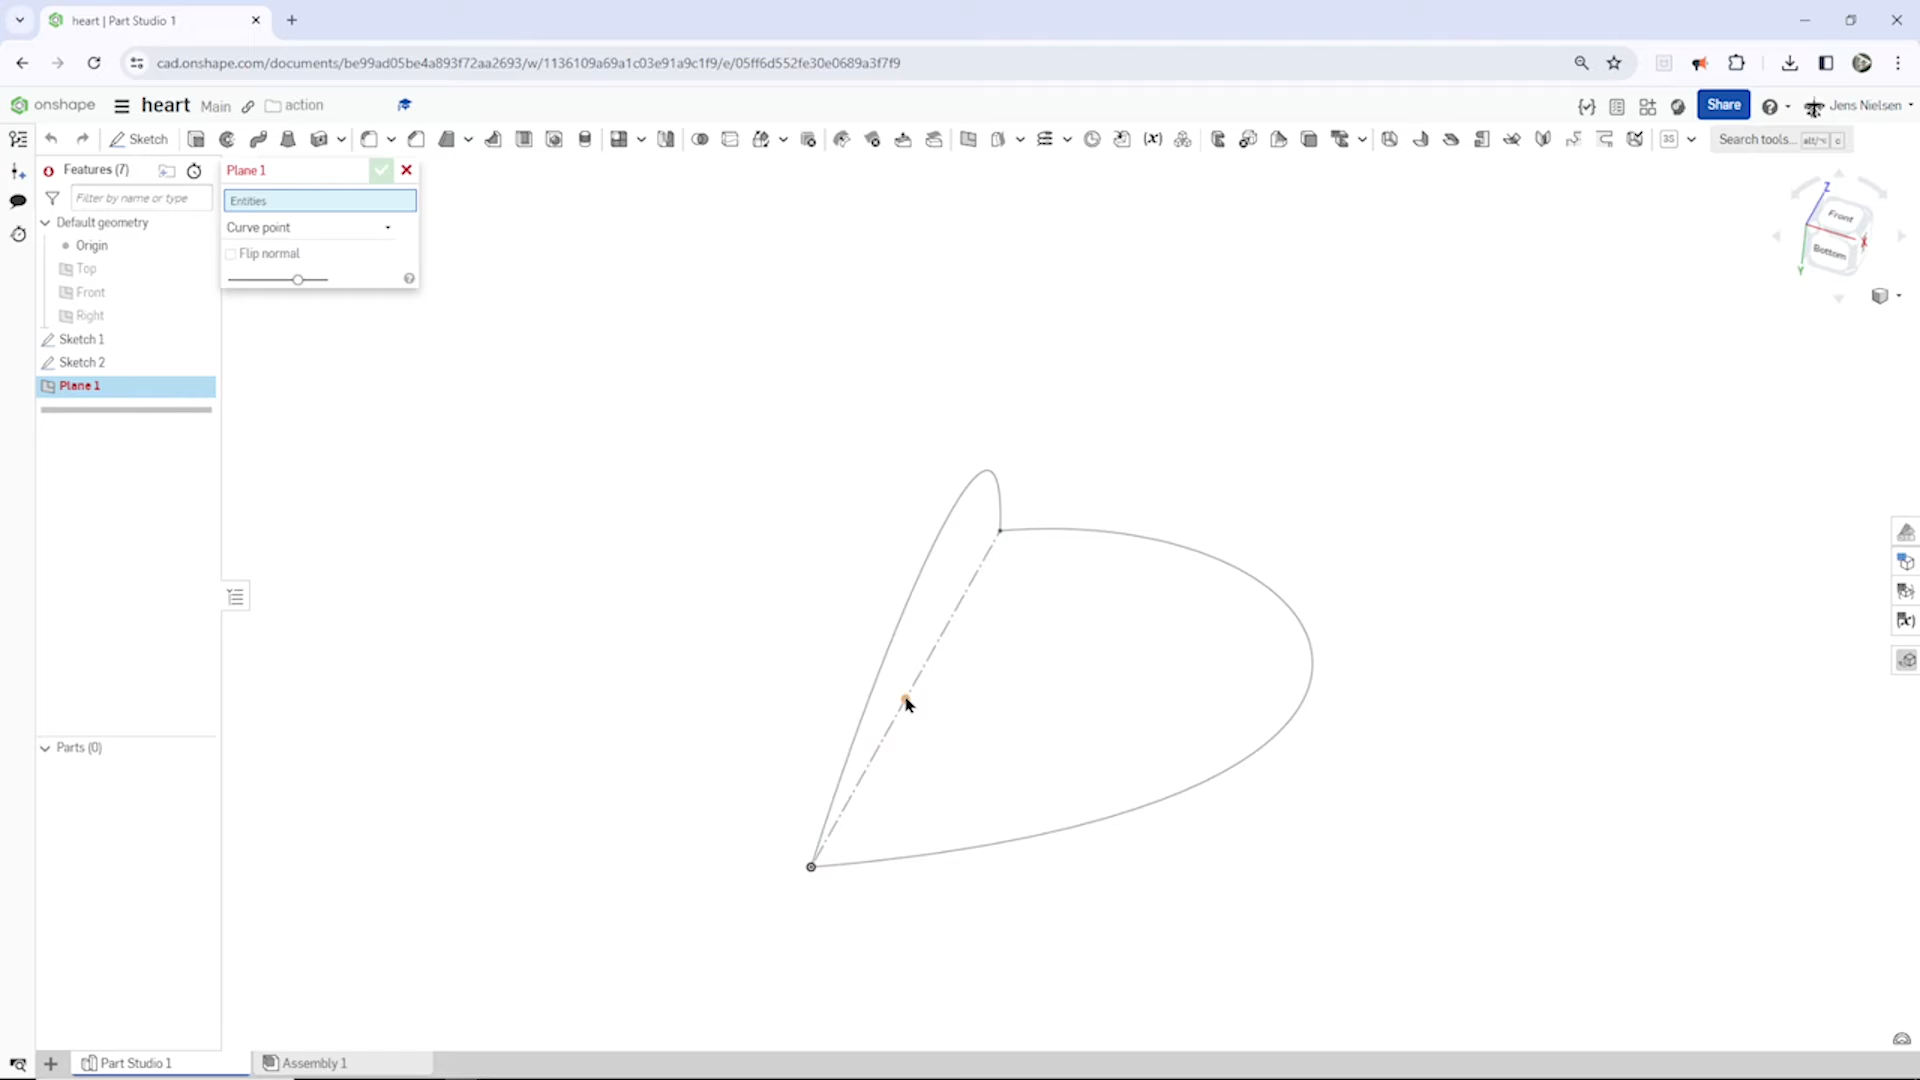 heart | Part Studio 1
cad.onshape.com/documents/be99ad05be4a893f72aa2693/w/1136109a69a1c03e91a9c1f9/e/05ff6d552fe30e0689a3f7f9
onshape heart Main action Share Jens Nielsen
Sketch (x) 3S Search tools... alt/⌥ c
Features (7)
Filter by name or type
Default geometry
Origin
Top
Front
Right
Sketch 1
Sketch 2
Plane 1
Parts (0)
Plane 1
Entities
Curve point
Flip normal
Z
Front
X
Bottom
Y
(x)
Part Studio 1
Assembly 1